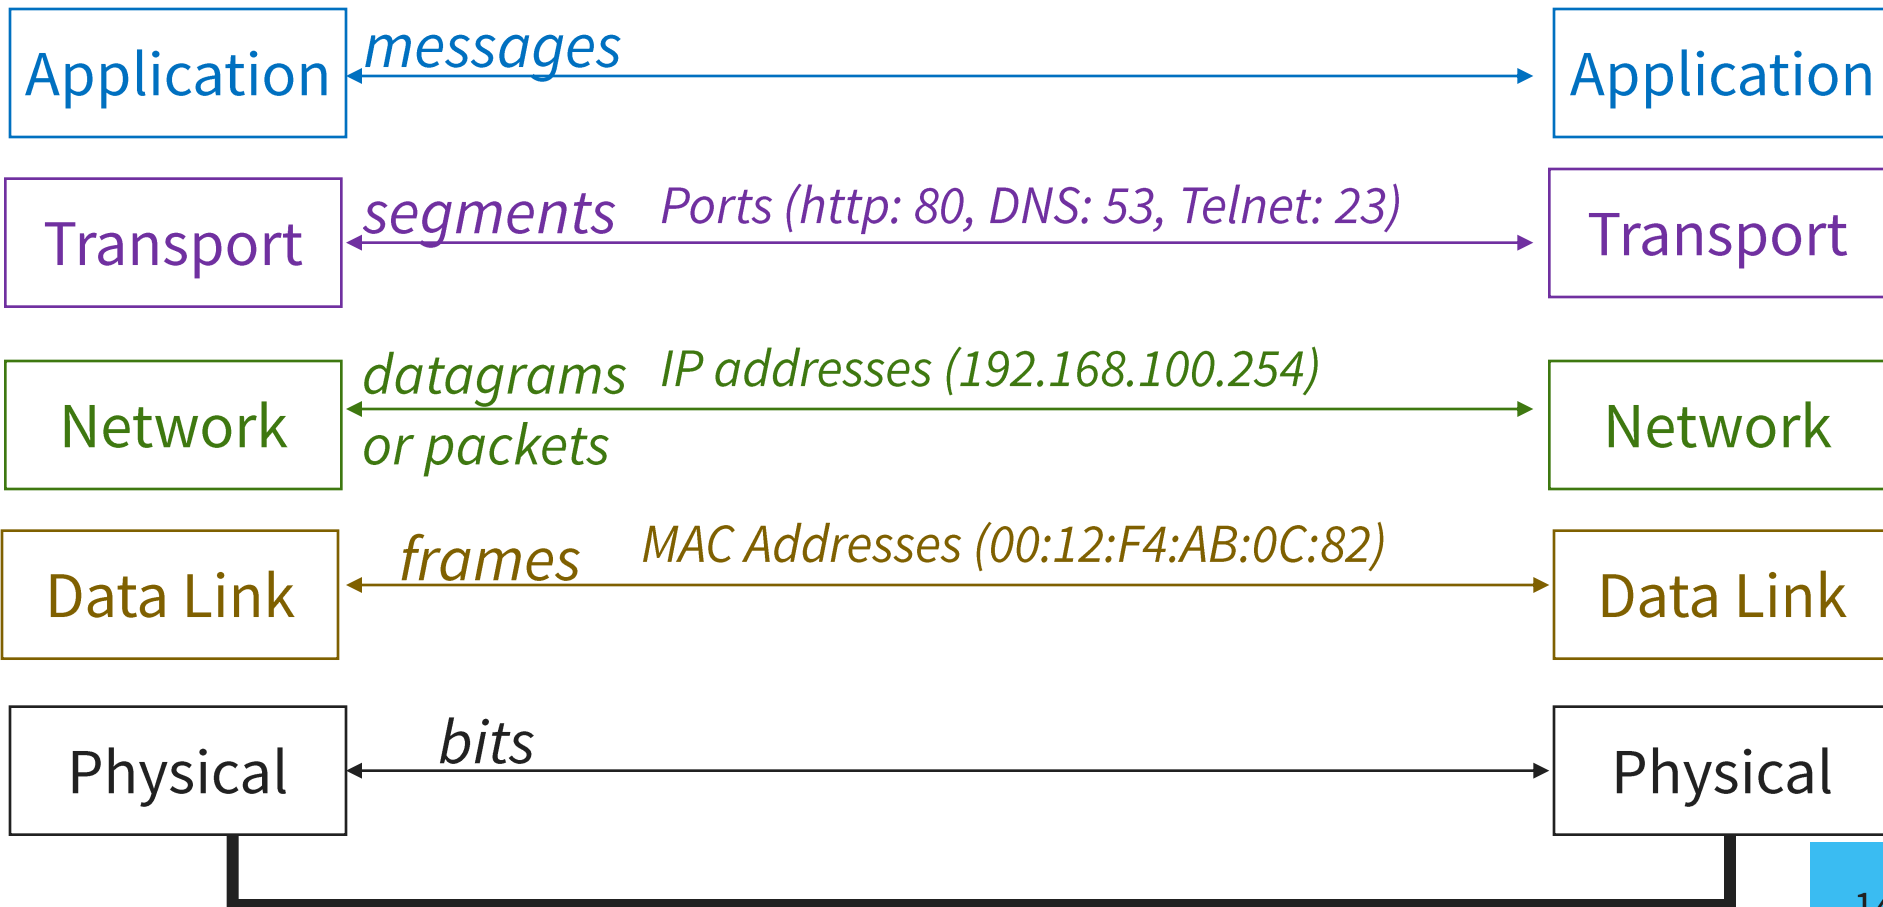 Application messages Application
Transport segments Ports (http: 80, DNS: 53, Telnet: 23) Transport
Network datagrams IP addresses (192.168.100.254) Network
or packets
Data Link frames MAC Addresses (00:12:F4:AB:0C:82) Data Link
Physical bits Physical